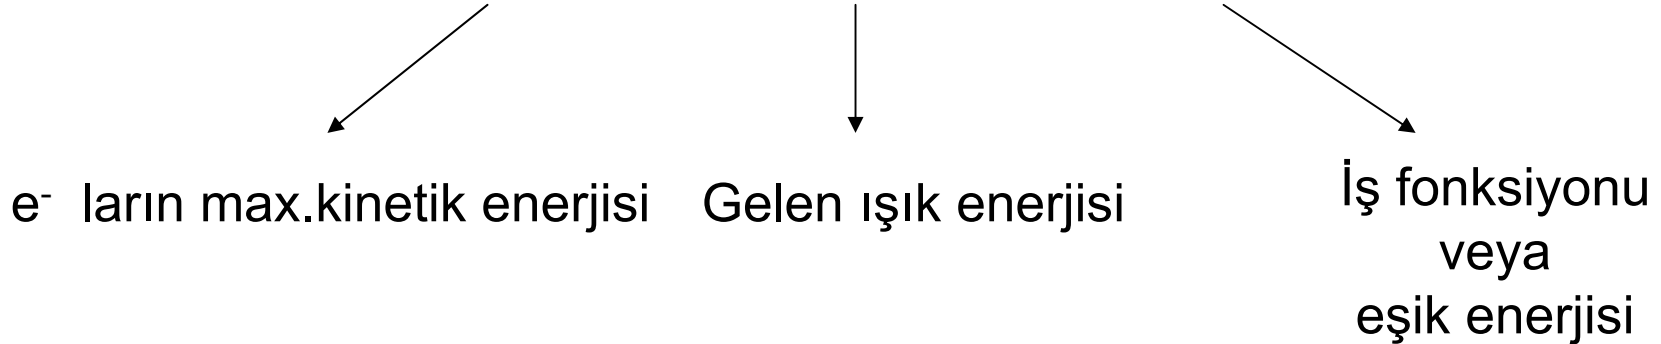 e- ların max.kinetik enerjisi
Gelen ışık enerjisi
İş fonksiyonu
veya
eşik enerjisi